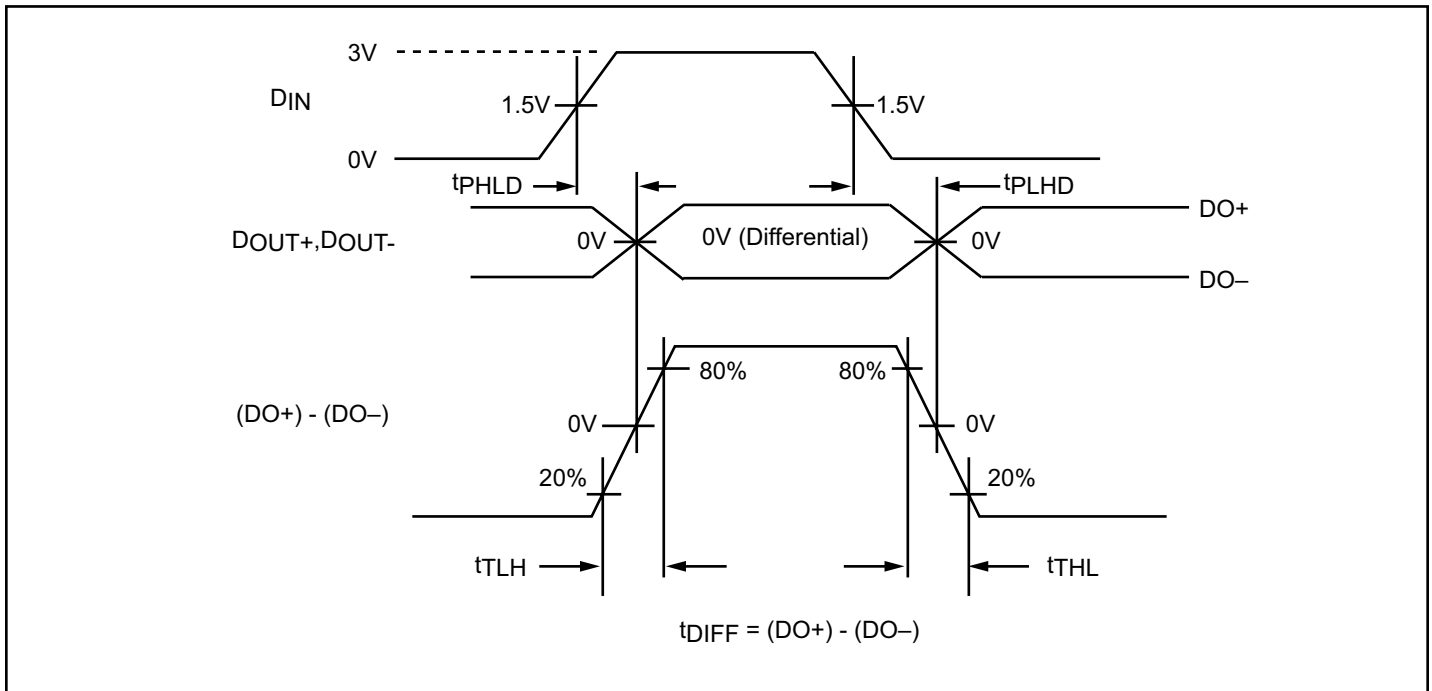 3V
DIN
1.5V
1.5V
0V
tPHLD
tPLHD
DO+
DOUT+,DOUT-
0V
0V (Differential)
0V
DO–
80%
80%
(DO+) - (DO–)
0V
0V
20%
20%
tTLH
tTHL
tDIFF = (DO+) - (DO–)